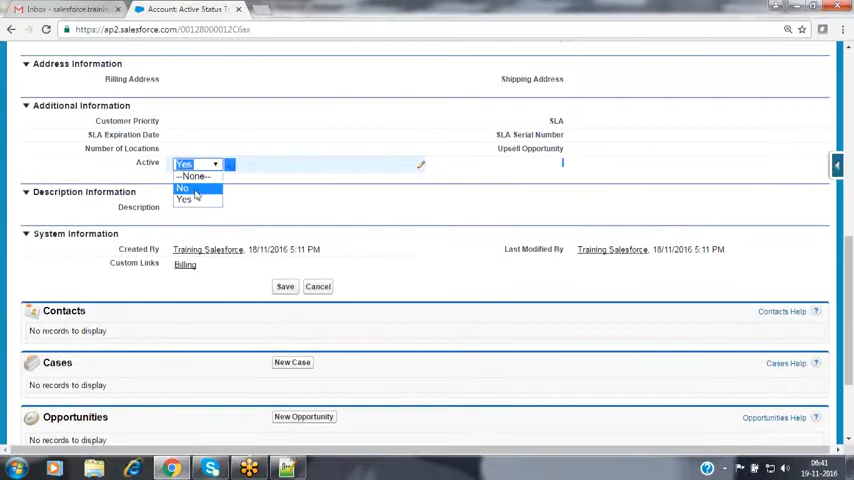 Inbox - salesforce.trainin
Account: Active Status T
https://ap2.salesforce.com/00128000012C6sx
Address Information
Billing Address
Shipping Address
Additional Information
Customer Priority
SLA
SLA Expiration Date
SLA Serial Number
Number of Locations
Upsell Opportunity
Active
Yes
--None--
No
Yes
Description Information
Description
System Information
Created By
Training Salesforce, 18/11/2016 5:11 PM
Last Modified By
Training Salesforce, 18/11/2016 5:11 PM
Custom Links
Billing
Save
Cancel
Contacts
Contacts Help ?
No records to display
Cases
New Case
Cases Help ?
No records to display
Opportunities
New Opportunity
Opportunities Help ?
No records to display
06:41
19-11-2016